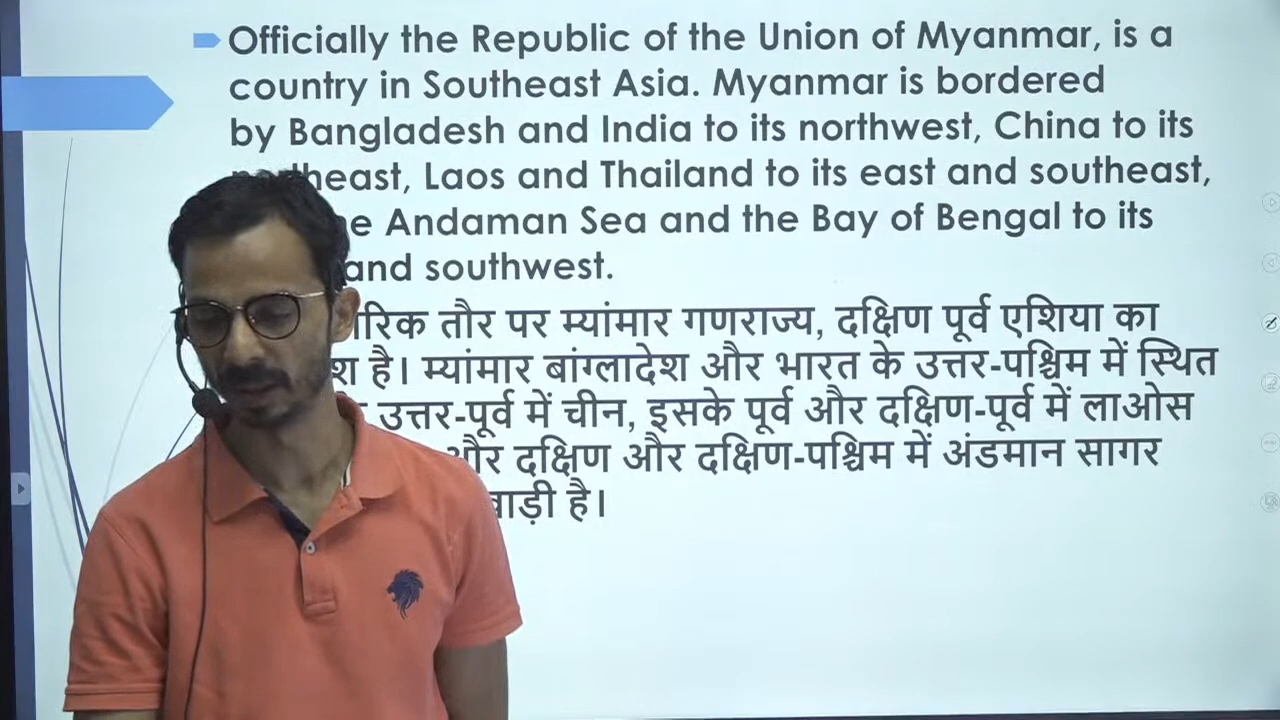 Officially the Republic of the Union of Myanmar, is a
country in Southeast Asia. Myanmar is bordered
by Bangladesh and India to its northwest, China to its
Laos and Thailand to its east and southeast,
Andaman Sea and the Bay of Bengal to its
and southwest.
तौर पर म्यांमार गणराज्य, दक्षिण पूर्व एशिया का
है। म्यांमार बांग्लादेश और भारत के उत्तर-पश्चिम में स्थित
उत्तर-पूर्व में चीन, इसके पूर्व और दक्षिण-पूर्व में लाओस
और दक्षिण और दक्षिण-पश्चिम में अंडमान सागर
है।